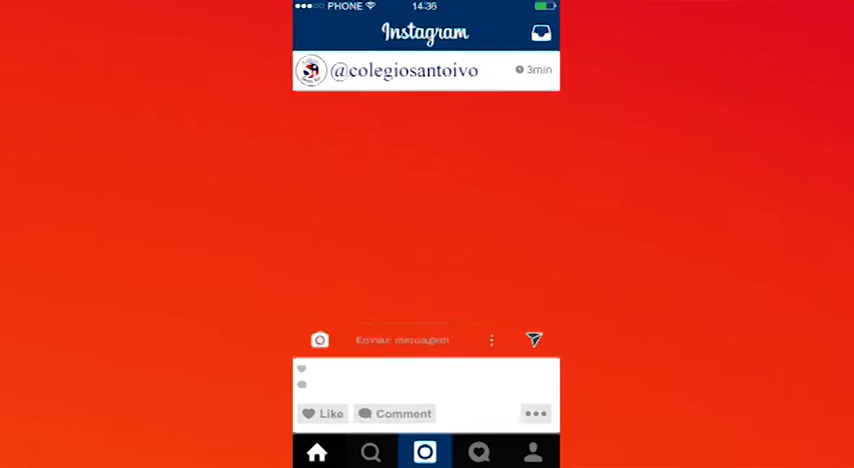 PHONE 14:36
Instagram
@colegiosantoivo 3min
Enviar mensagem
Like Comment